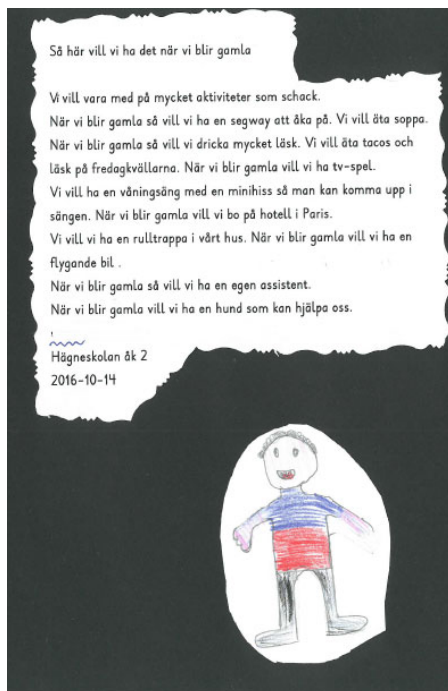 Så här vill vi ha det när vi blir gamla
Vi vill vara med på mycket aktiviteter som schack.
När vi blir gamla så vill vi ha en segway att åka på. Vi vill äta soppa.
När vi blir gamla så vill vi dricka mycket läsk. Vi vill äta tacos och
läsk på fredagkvällarna. När vi blir gamla vill vi ha tv-spel.
Vi vill ha en våningsäng med en minihiss så man kan komma upp i
sängen. När vi blir gamla vill vi bo på hotell i Paris.
Vi vill vi ha en rulltrappa i vårt hus. När vi blir gamla vill vi ha en
flygande bil .
När vi blir gamla så vill vi ha en egen assistent.
När vi blir gamla vill vi ha en hund som kan hjälpa oss.
,
Högneskolan åk 2
2016-10-14